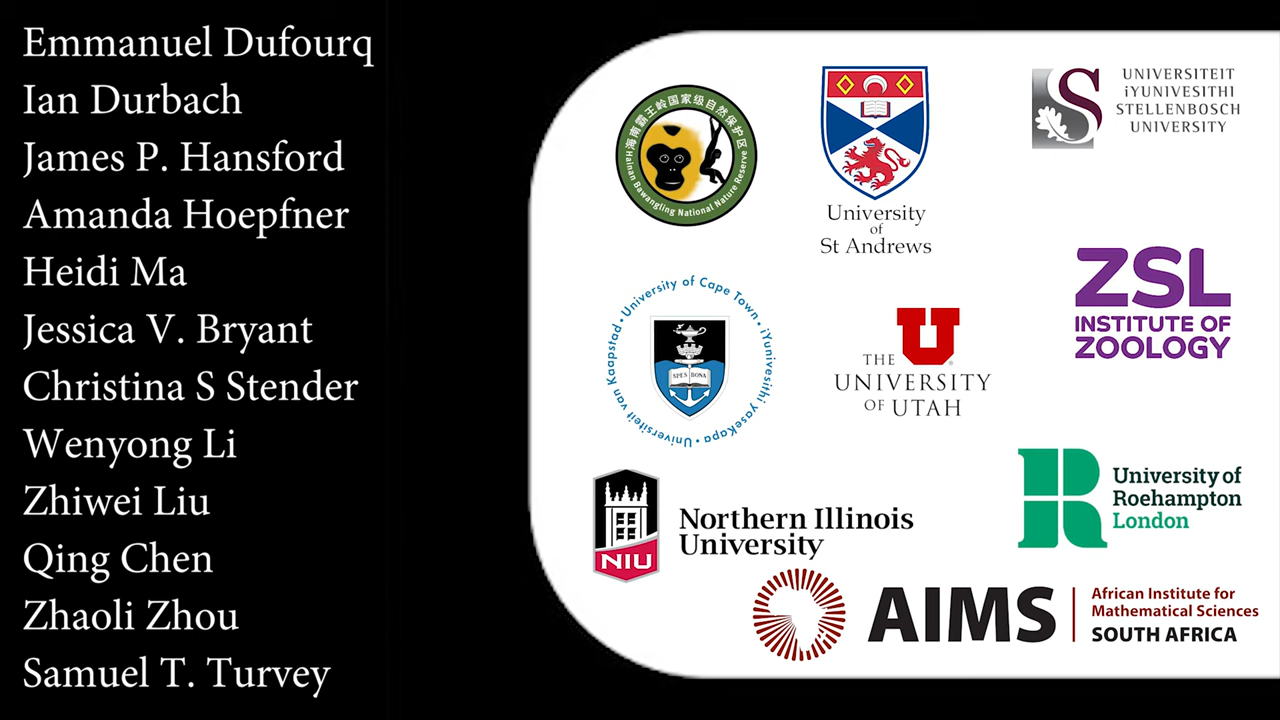 Emmanuel Dufourq
Ian Durbach
James P. Hansford
Amanda Hoepfner
Heidi Ma
Jessica V. Bryant
Christina S Stender
Wenyong Li
Zhiwei Liu
Qing Chen
Zhaoli Zhou
Samuel T. Turvey
海南霸王岭国家级自然保护区
Hainan Bawangling National Nature Reserve
University
of
St Andrews
S
UNIVERSITEIT
iYUNIVESITHI
STELLENBOSCH
UNIVERSITY
University of Cape Town · iYunivesithi yaseKapa · Universiteit van Kaapstad ·
SPES BONA
U
THE
UNIVERSITY
OF UTAH
ZSL
INSTITUTE OF
ZOOLOGY
NIU
Northern Illinois
University
R
University of
Roehampton
London
AIMS
African Institute for
Mathematical Sciences
SOUTH AFRICA